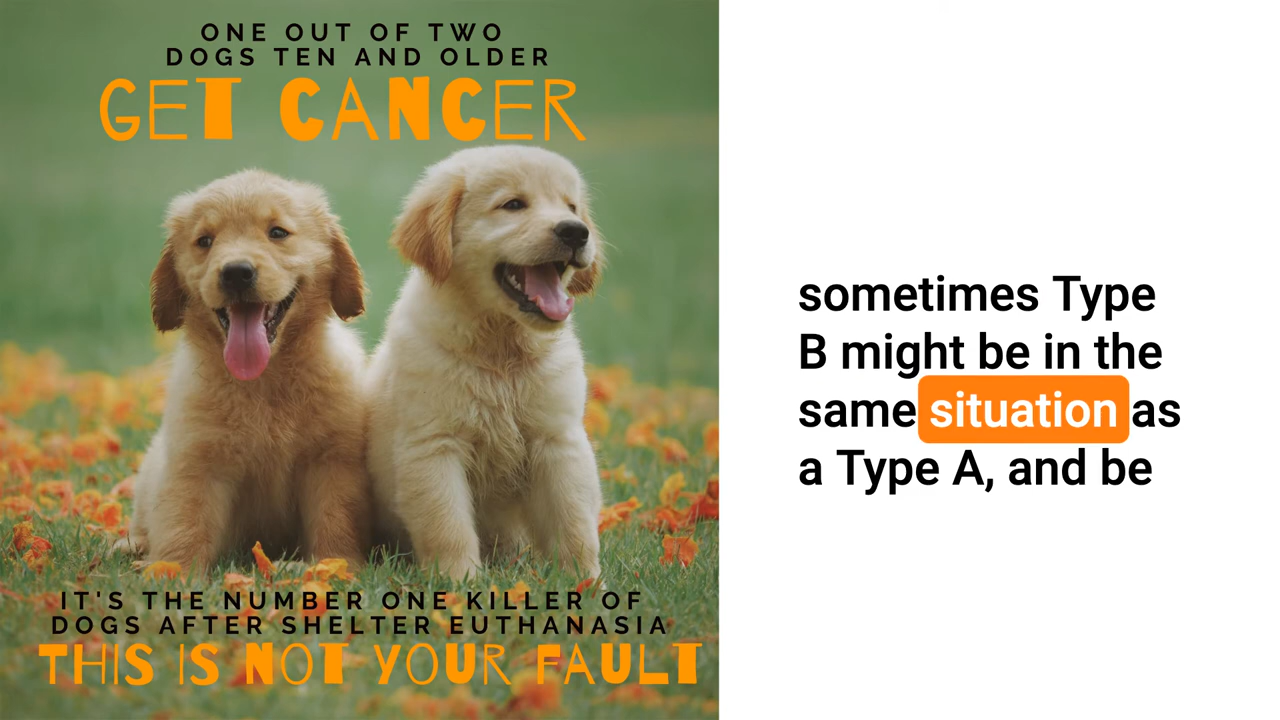 ONE OUT OF TWO
DOGS TEN AND OLDER
GET CANCER
IT'S THE NUMBER ONE KILLER OF
DOGS AFTER SHELTER EUTHANASIA
THIS IS NOT YOUR FAULT
sometimes Type
B might be in the
same situation as
a Type A, and be